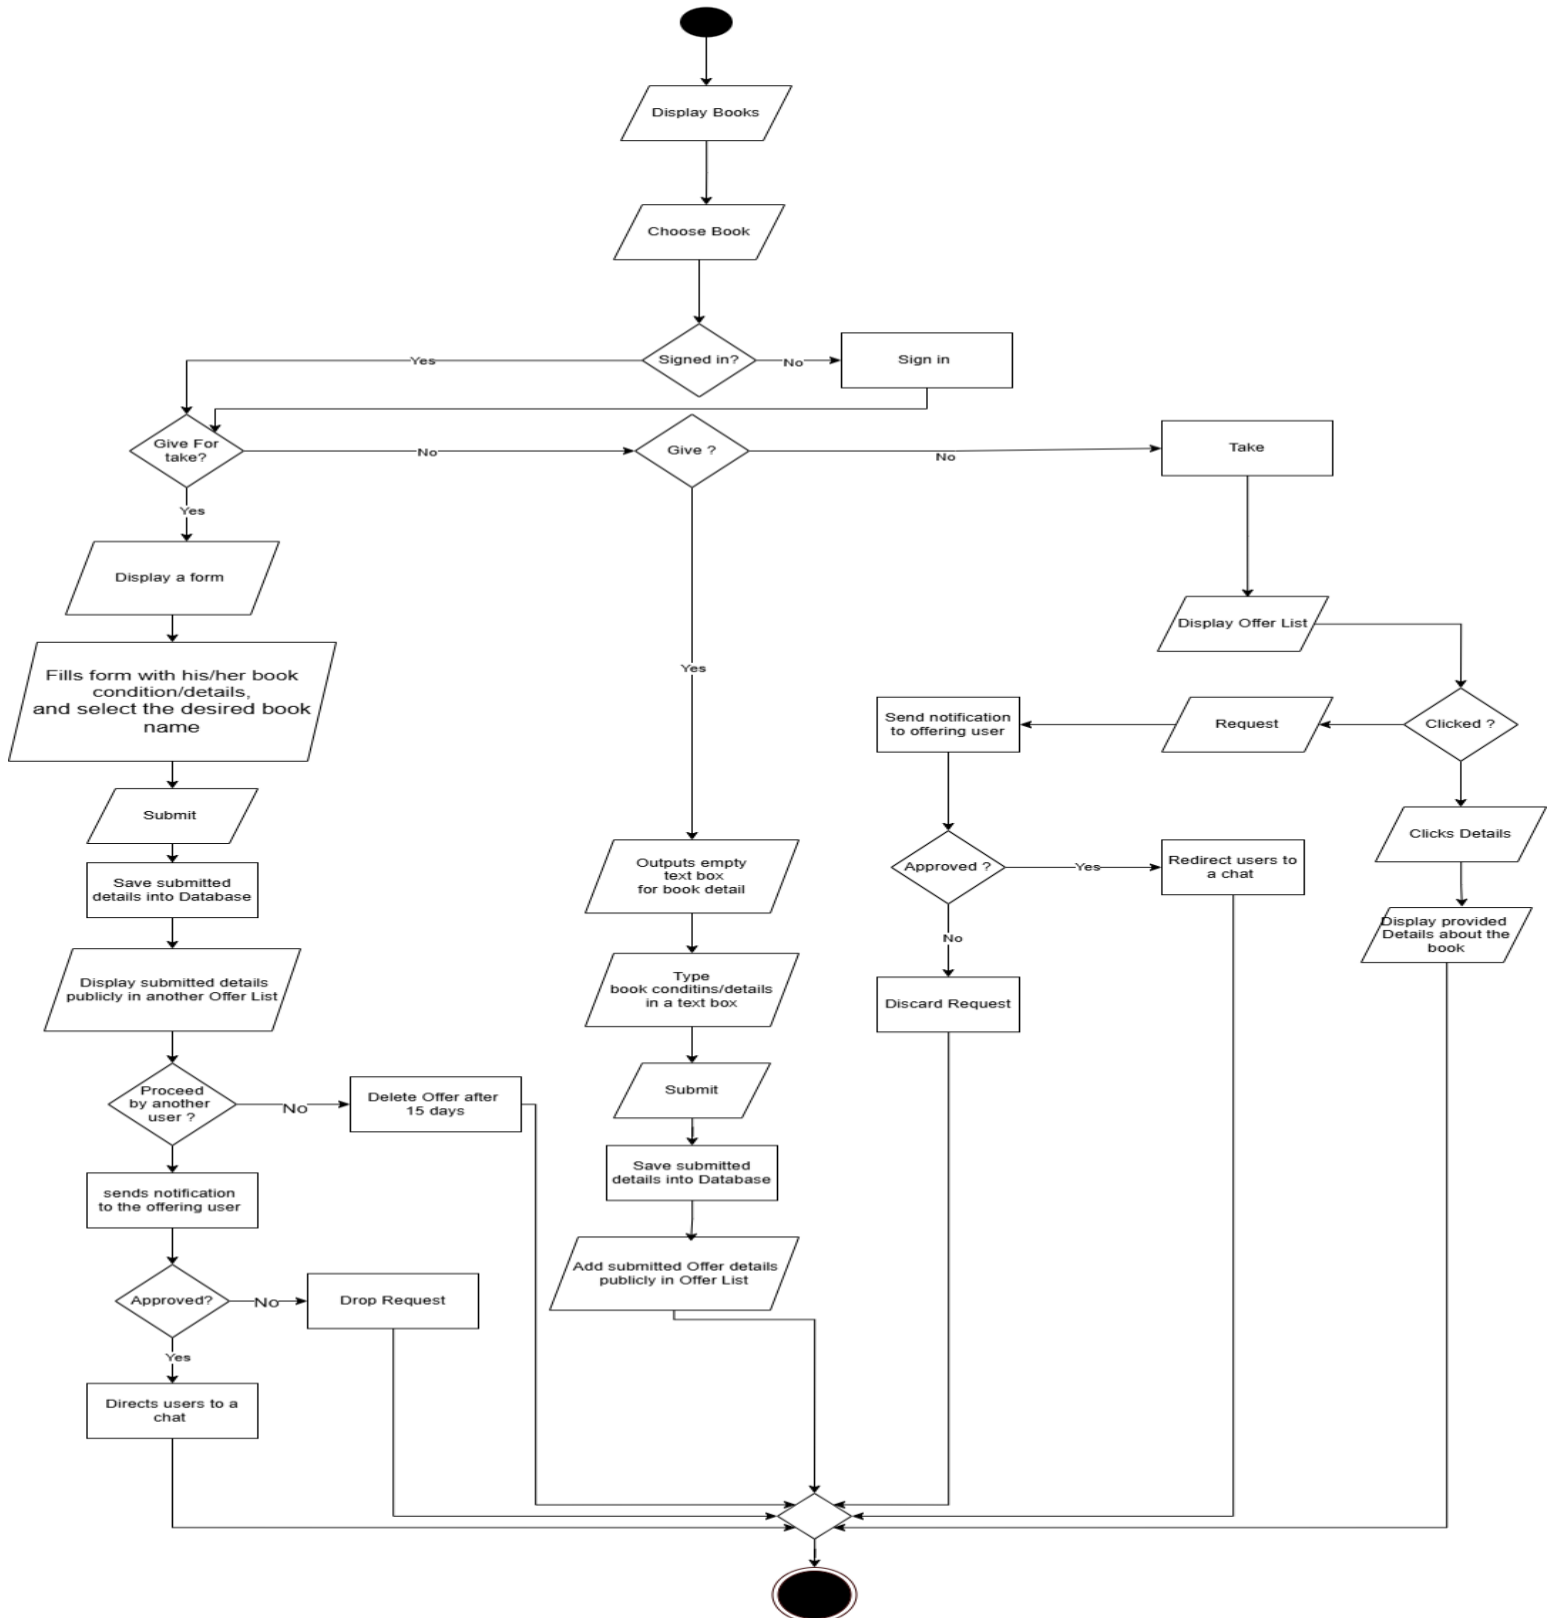 Display Books
Choose Book
Signed in?
Yes
No
Sign in
Give For
take?
No
Give ?
No
Take
Yes
Display a form
Fills form with his/her book
condition/details,
and select the desired book
name
Submit
Save submitted
details into Database
Display submitted details
publicly in another Offer List
Proceed
by another
user ?
No
Delete Offer after
15 days
sends notification
to the offering user
Approved?
No
Drop Request
Yes
Directs users to a
chat
Yes
Outputs empty
text box
for book detail
Type
book conditins/details
in a text box
Submit
Save submitted
details into Database
Add submitted Offer details
publicly in Offer List
Display Offer List
Clicked ?
Request
Send notification
to offering user
Approved ?
Yes
Redirect users to
a chat
No
Discard Request
Clicks Details
Display provided
Details about the
book